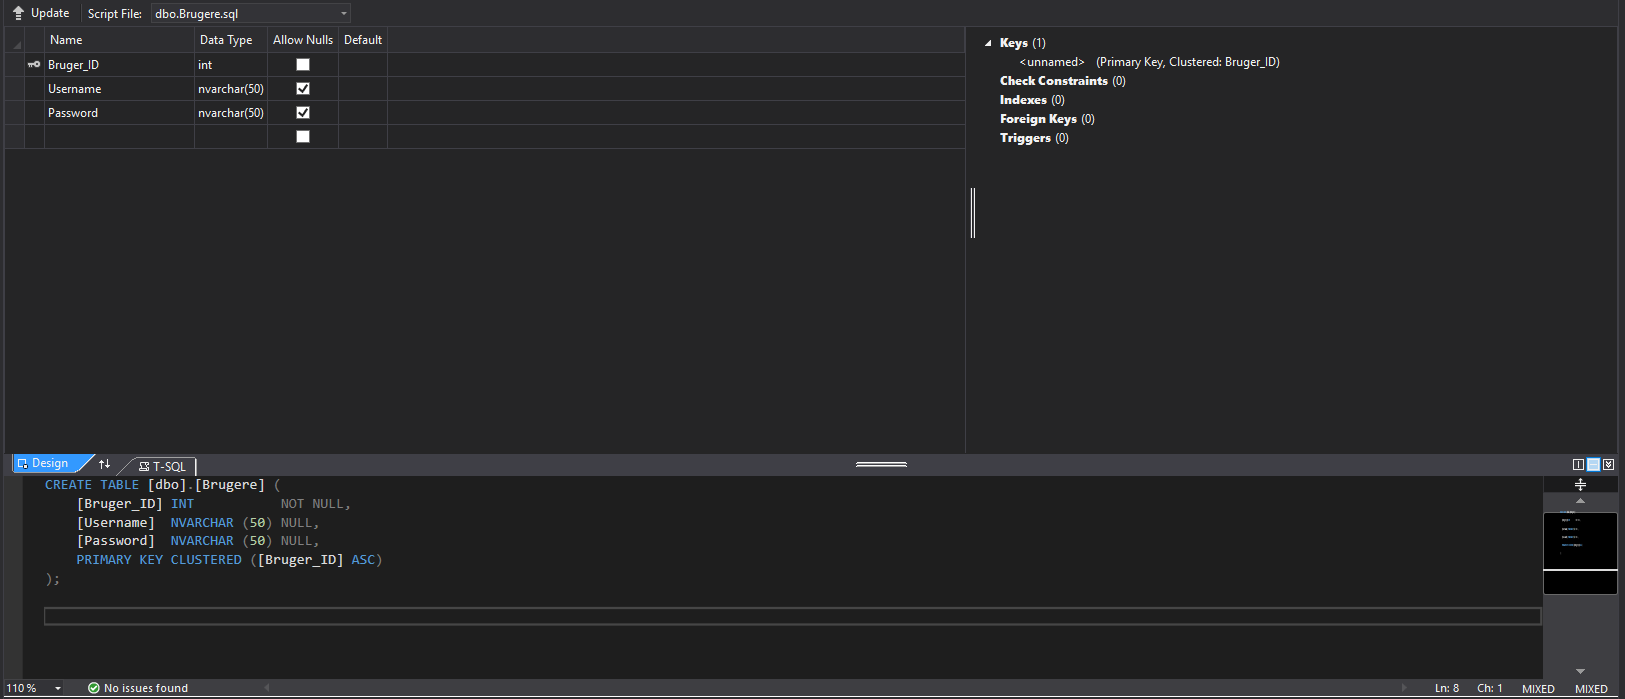 Update Script File: dbo.Brugere.sql
Name Data Type Allow Nulls Default
Bruger_ID int
Username nvarchar(50)
Password nvarchar(50)
Keys (1)
<unnamed> (Primary Key, Clustered: Bruger_ID)
Check Constraints (0)
Indexes (0)
Foreign Keys (0)
Triggers (0)
Design T-SQL
CREATE TABLE [dbo].[Brugere] (
[Bruger_ID] INT NOT NULL,
[Username] NVARCHAR (50) NULL,
[Password] NVARCHAR (50) NULL,
PRIMARY KEY CLUSTERED ([Bruger_ID] ASC)
);
110 % No issues found Ln: 8 Ch: 1 MIXED MIXED